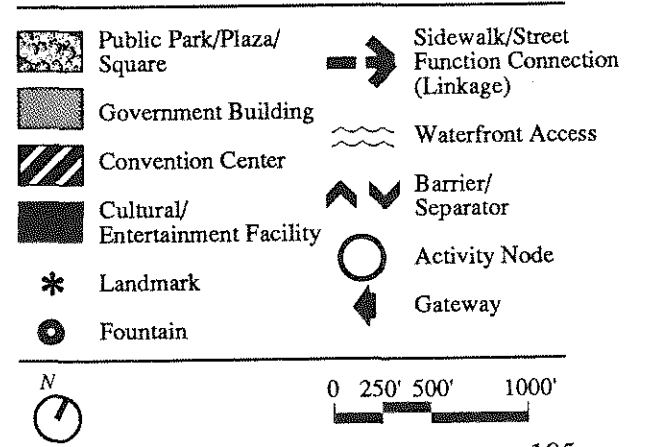 Public Park/Plaza/
Square
Government Building
Convention Center
Cultural/
Entertainment Facility
Landmark
Fountain
Sidewalk/Street
Function Connection
(Linkage)
Waterfront Access
Barrier/
Separator
Activity Node
Gateway
N
0 250' 500' 1000'